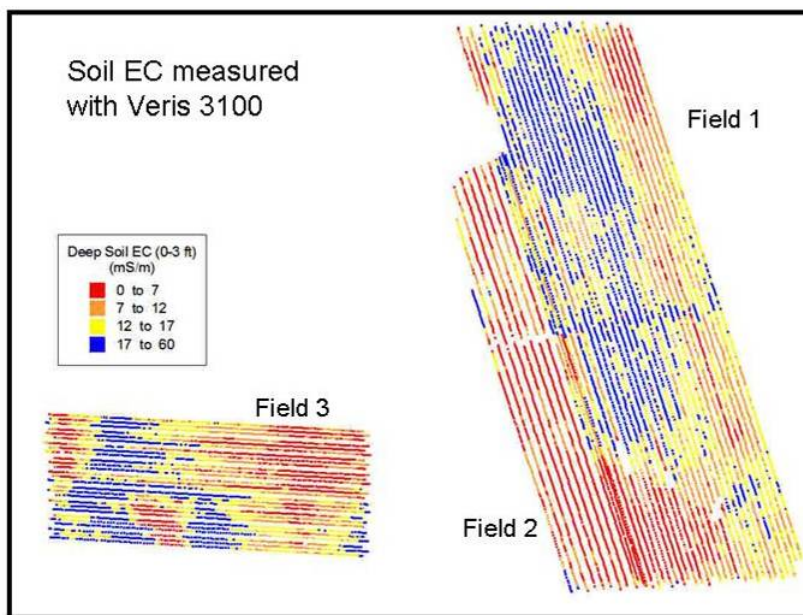 Soil EC measured
with Veris 3100
Field 1
Deep Soil EC (0-3 ft)
(mS/m)
0 to 7
7 to 12
12 to 17
17 to 60
Field 3
Field 2